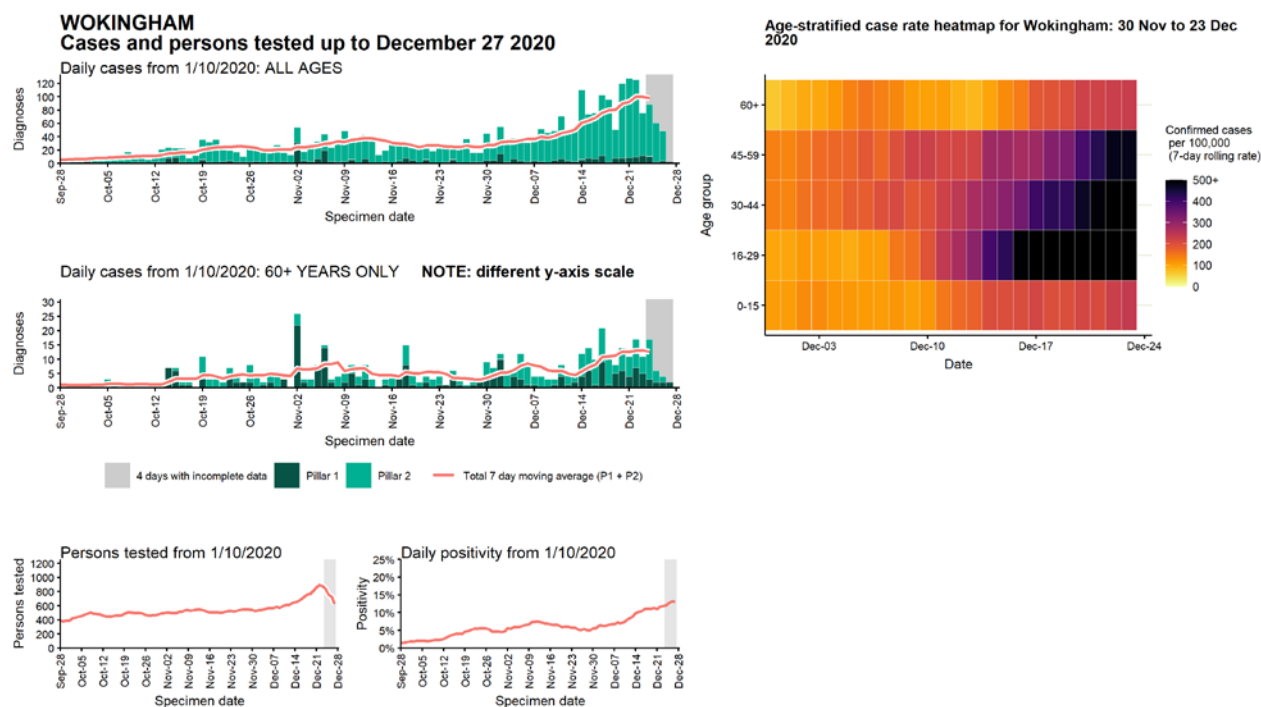 WOKINGHAM
Cases and persons tested up to December 27 2020
Daily cases from 1/10/2020: ALL AGES
Diagnoses
120
100
80
60
40
20
0
Sep-28
Oct-05
Oct-12
Oct-19
Oct-26
Nov-02
Nov-09
Nov-16
Nov-23
Nov-30
Dec-07
Dec-14
Dec-21
Dec-28
Specimen date
Daily cases from 1/10/2020: 60+ YEARS ONLY NOTE: different y-axis scale
Diagnoses
30
25
20
15
10
5
0
Sep-28
Oct-05
Oct-12
Oct-19
Oct-26
Nov-02
Nov-09
Nov-16
Nov-23
Nov-30
Dec-07
Dec-14
Dec-21
Dec-28
Specimen date
4 days with incomplete data Pillar 1 Pillar 2 Total 7 day moving average (P1 + P2)
Persons tested from 1/10/2020
Persons tested
1200
1000
800
600
400
200
0
Sep-28
Oct-05
Oct-12
Oct-19
Oct-26
Nov-02
Nov-09
Nov-16
Nov-23
Nov-30
Dec-07
Dec-14
Dec-21
Dec-28
Specimen date
Daily positivity from 1/10/2020
Positivity
25%
20%
15%
10%
5%
0%
Sep-28
Oct-05
Oct-12
Oct-19
Oct-26
Nov-02
Nov-09
Nov-16
Nov-23
Nov-30
Dec-07
Dec-14
Dec-21
Dec-28
Specimen date
Age-stratified case rate heatmap for Wokingham: 30 Nov to 23 Dec
2020
Age group
60+
45-59
30-44
16-29
0-15
Dec-03
Dec-10
Dec-17
Dec-24
Date
Confirmed cases
per 100,000
(7-day rolling rate)
500+
400
300
200
100
0